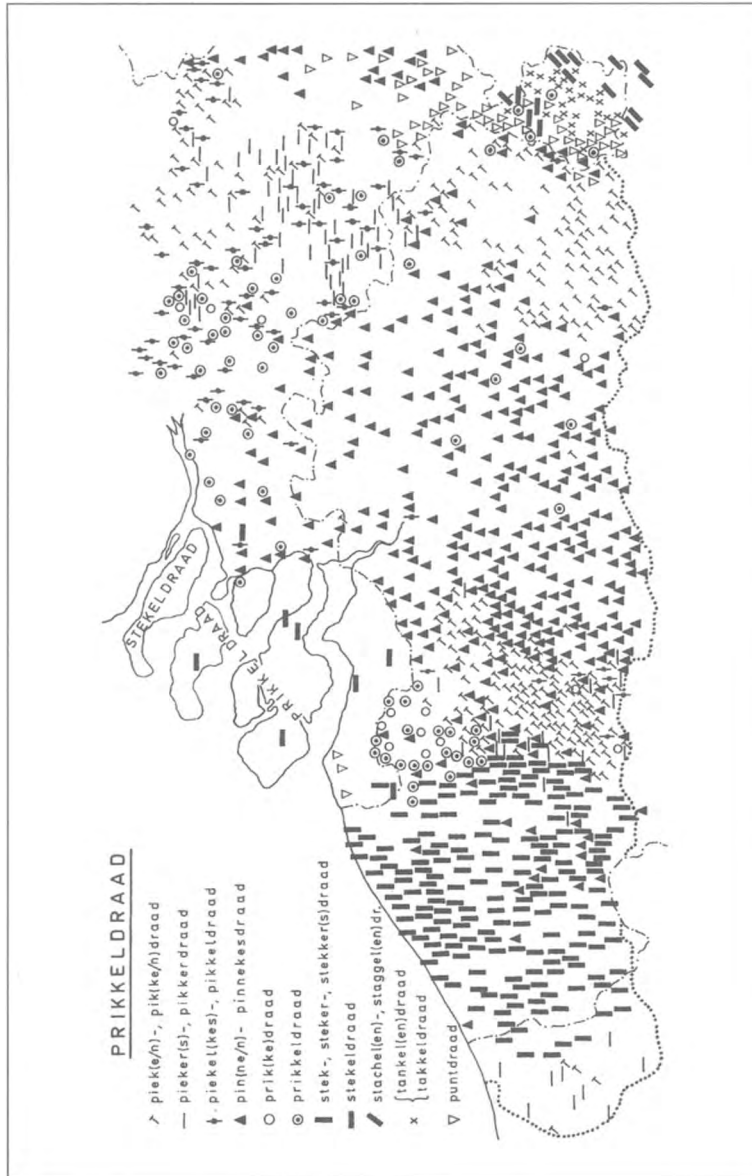 PRIKKELDRAAD
piek(e/n)-, pik(ke/n)draad
pieker(s)-, pikkerdraad
piekel(kes)-, pikkeldraad
pin(ne/n)- pinnekesdraad
prik(ke)draad
prikkeldraad
stek-, steker-, stekker(s)draad
stekeldraad
stachel(en)-, staggel(en)dr.
tankel(en)draad
takkeldraad
puntdraad
STEKELDRAAD
PRIKKELDRAAD